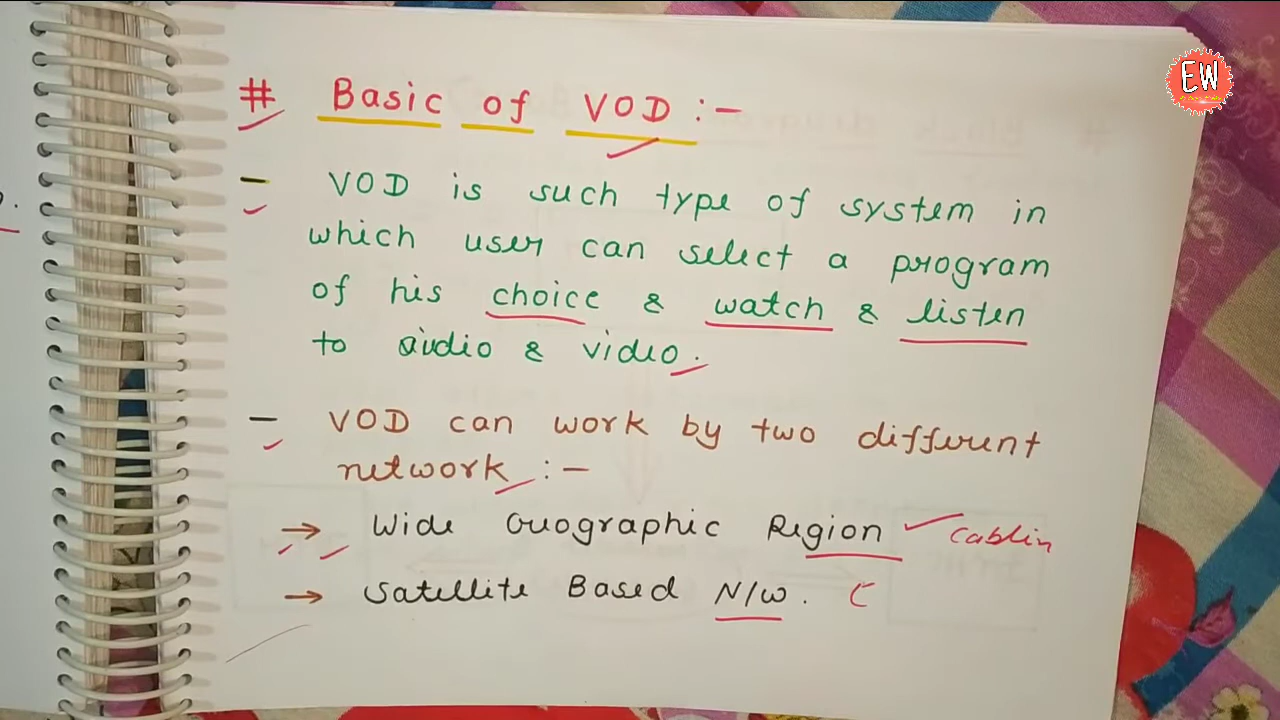 EW
# Basic of VOD :-
- VOD is such type of system in
which user can select a program
of his choice & watch & listen
to audio & video.
- VOD can work by two different
network :-
→ Wide Geographic Region ✓ Cablin
→ Satellite Based N/W. C